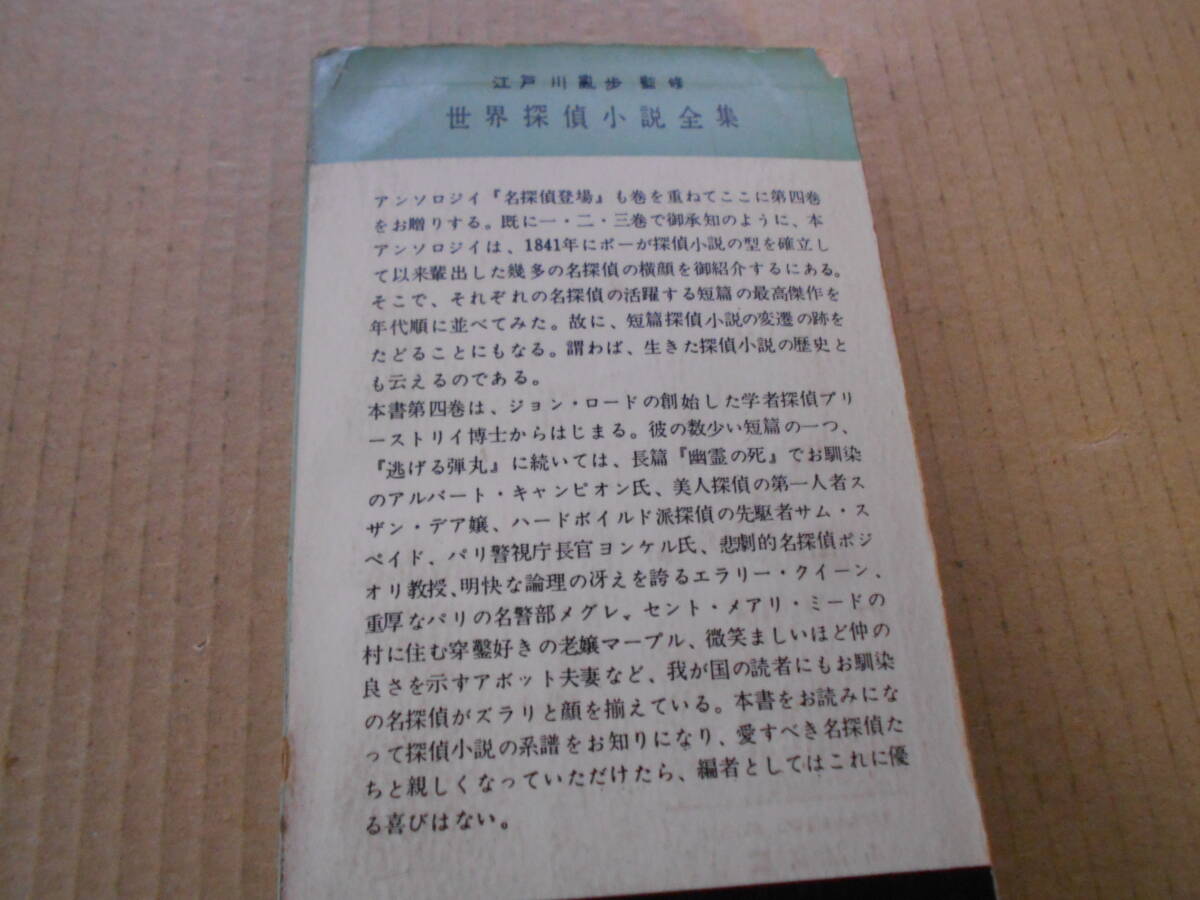 江戸川亂歩監修
世界探偵小説全集
アンソロジイ『名探偵登場』も巻を重ねてここに第四巻
をお贈りする。既に一・二・三巻で御承知のように、本
アンソロジイは、1841年にポーが探偵小説の型を確立し
て以来輩出した幾多の名探偵の横顔を御紹介するにある。
そこで、それぞれの名探偵の活躍する短篇の最高傑作を
年代順に並べてみた。故に、短篇探偵小説の変遷の跡を
たどることにもなる。謂わば、生きた探偵小説の歴史と
も云えるのである。
本書第四巻は、ジョン・ロードの創始した学者探偵プリ
ーストリイ博士からはじまる。彼の数少い短篇の一つ、
『逃げる弾丸』に続いては、長篇『幽霊の死』でお馴染
のアルバート・キャンピオン氏、美人探偵の第一人者ス
ザン・デア嬢、ハードボイルド派探偵の先駆者サム・ス
ペイド、パリ警視庁長官ヨンケル氏、悲劇的名探偵ポジ
オリ教授、明快な論理の冴えを誇るエラリー・クイーン、
重厚なパリの名警部メグレ、セント・メアリ・ミードの
村に住む穿鑿好きの老嬢マープル、微笑ましいほど仲の
良さを示すアボット夫妻など、我が国の読者にもお馴染
の名探偵がズラリと顔を揃えている。本書をお読みにな
って探偵小説の系譜をお知りになり、愛すべき名探偵た
ちと親しくなっていただけたら、編者としてはこれに優
る喜びはない。